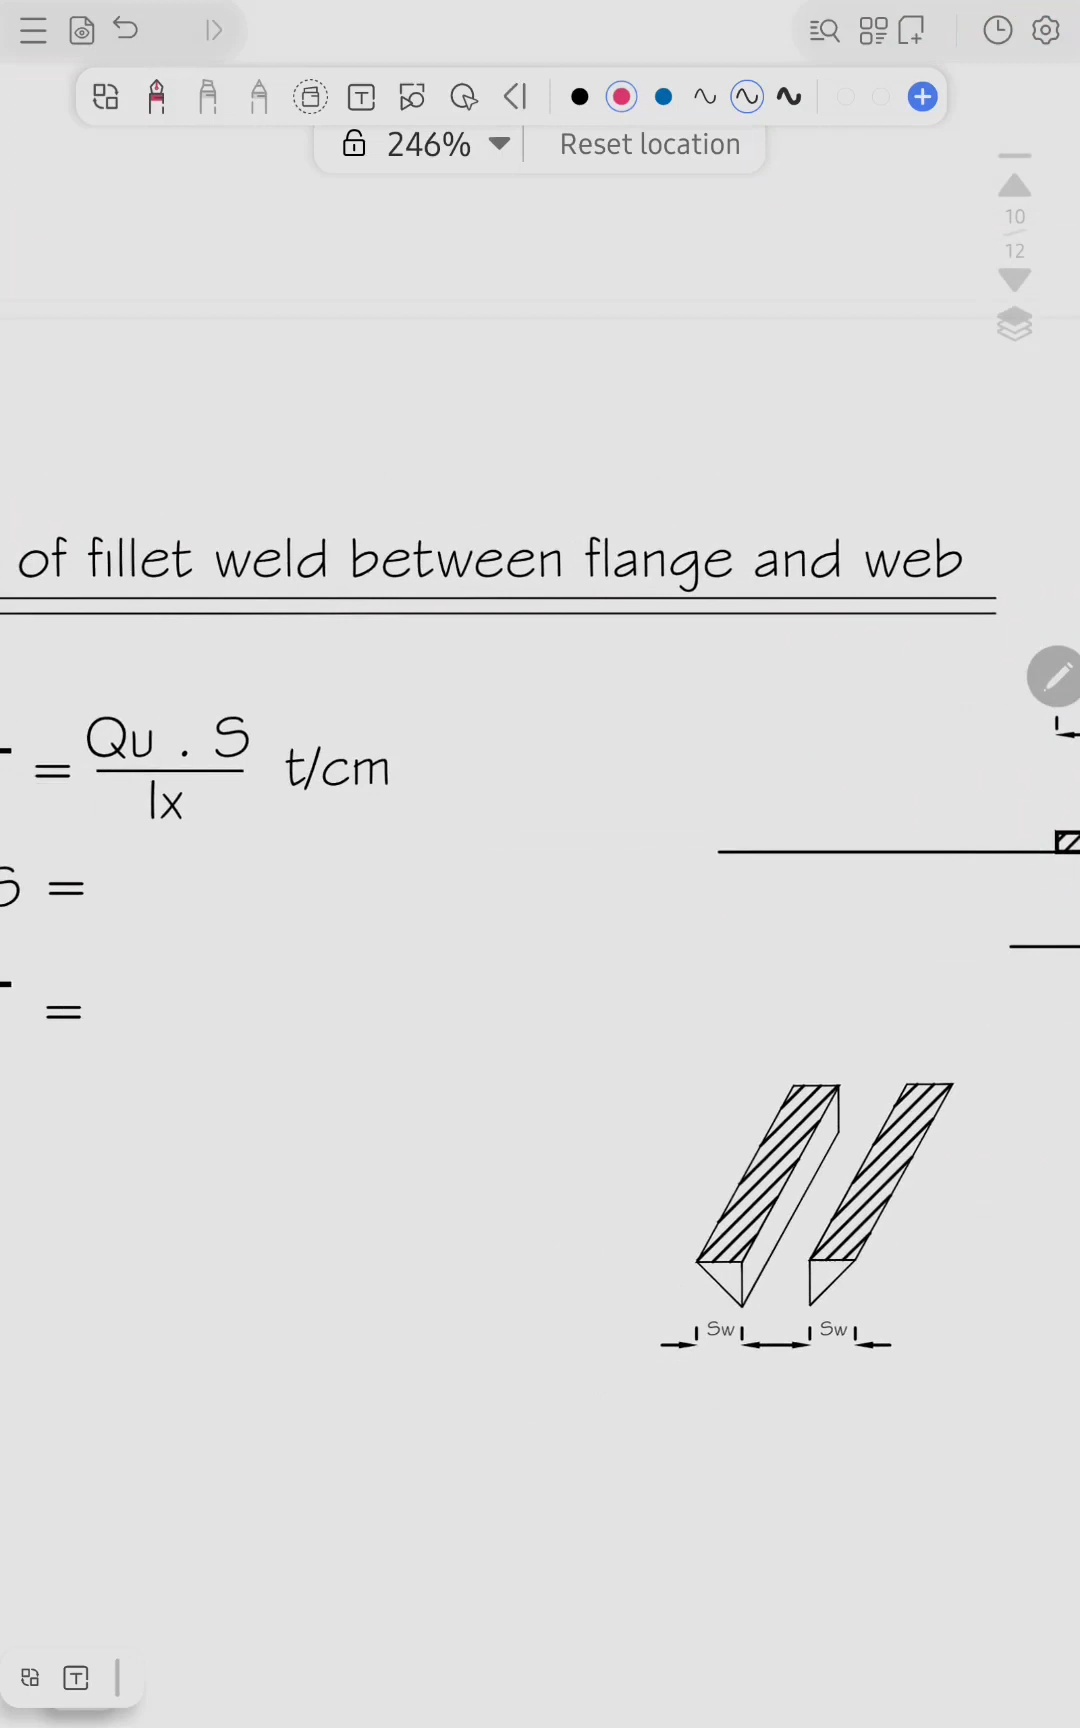 246%
Reset location
10
12
of fillet weld between flange and web
= Qu . S t/cm
Ix
S =
=
Sw Sw